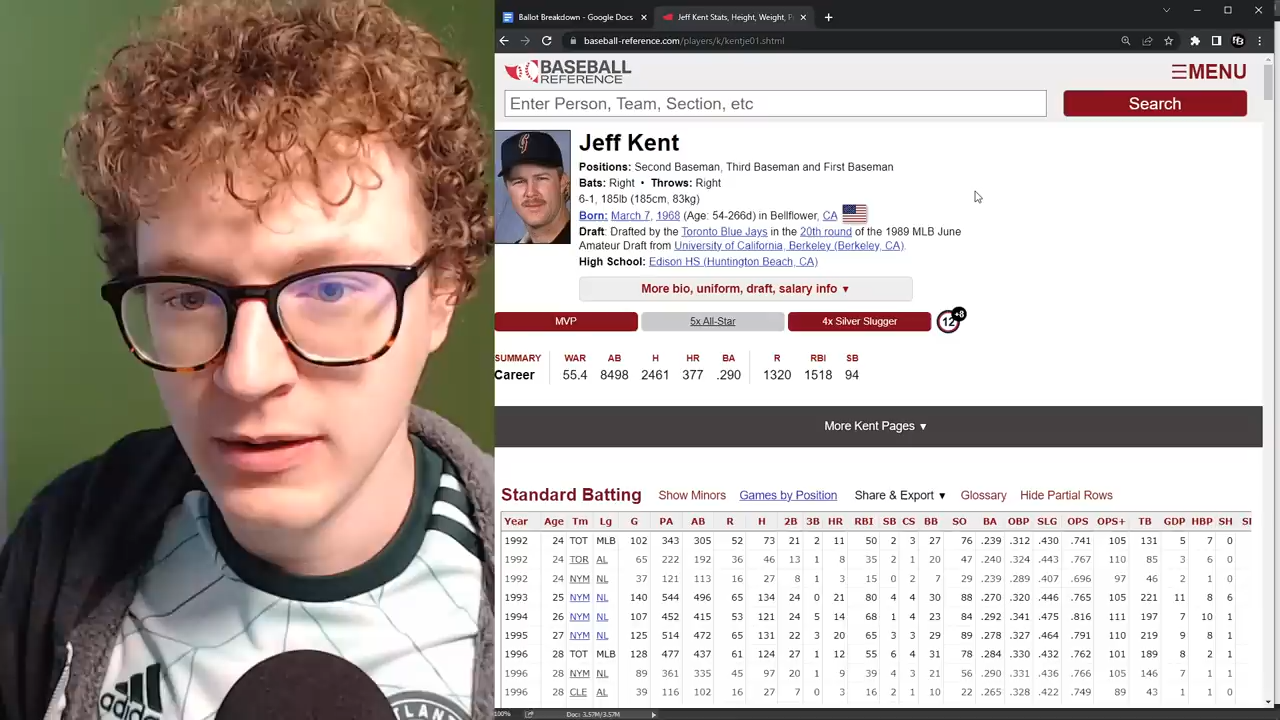 Ballot Breakdown - Google Docs × Jeff Kent Stats, Height, Weight, P × +
baseball-reference.com/players/k/kentje01.shtml
BASEBALL
REFERENCE
☰MENU
Enter Person, Team, Section, etc Search
Jeff Kent
Positions: Second Baseman, Third Baseman and First Baseman
Bats: Right • Throws: Right
6-1, 185lb (185cm, 83kg)
Born: March 7, 1968 (Age: 54-266d) in Bellflower, CA
Draft: Drafted by the Toronto Blue Jays in the 20th round of the 1989 MLB June
Amateur Draft from University of California, Berkeley (Berkeley, CA).
High School: Edison HS (Huntington Beach, CA)
More bio, uniform, draft, salary info ▼
MVP 5x All-Star 4x Silver Slugger 12 +8
SUMMARY WAR AB H HR BA R RBI SB
Career 55.4 8498 2461 377 .290 1320 1518 94
More Kent Pages ▼
Standard Batting Show Minors Games by Position Share & Export ▼ Glossary Hide Partial Rows
Year Age Tm Lg G PA AB R H 2B 3B HR RBI SB CS BB SO BA OBP SLG OPS OPS+ TB GDP HBP SH
1992 24 TOT MLB 102 343 305 52 73 21 2 11 50 2 3 27 76 .239 .312 .430 .741 105 131 5 7 0
1992 24 TOR AL 65 222 192 36 46 13 1 8 35 2 1 20 47 .240 .324 .443 .767 110 85 3 6 0
1992 24 NYM NL 37 121 113 16 27 8 1 3 15 0 2 7 29 .239 .289 .407 .696 97 46 2 1 0
1993 25 NYM NL 140 544 496 65 134 24 0 21 80 4 4 30 88 .270 .320 .446 .765 105 221 11 8 6
1994 26 NYM NL 107 452 415 53 121 24 5 14 68 1 4 23 84 .292 .341 .475 .816 111 197 7 10 1
1995 27 NYM NL 125 514 472 65 131 22 3 20 65 3 3 29 89 .278 .327 .464 .791 110 219 9 8 1
1996 28 TOT MLB 128 477 437 61 124 27 1 12 55 6 4 31 78 .284 .330 .432 .762 101 189 8 2 1
1996 28 NYM NL 89 361 335 45 97 20 1 9 39 4 3 21 56 .290 .331 .436 .766 105 146 7 1 1
1996 28 CLE AL 39 116 102 16 27 7 0 3 16 2 1 10 22 .265 .328 .422 .749 90 43 1 1 0
100% Doc: 3.57M/3.57M
adidas